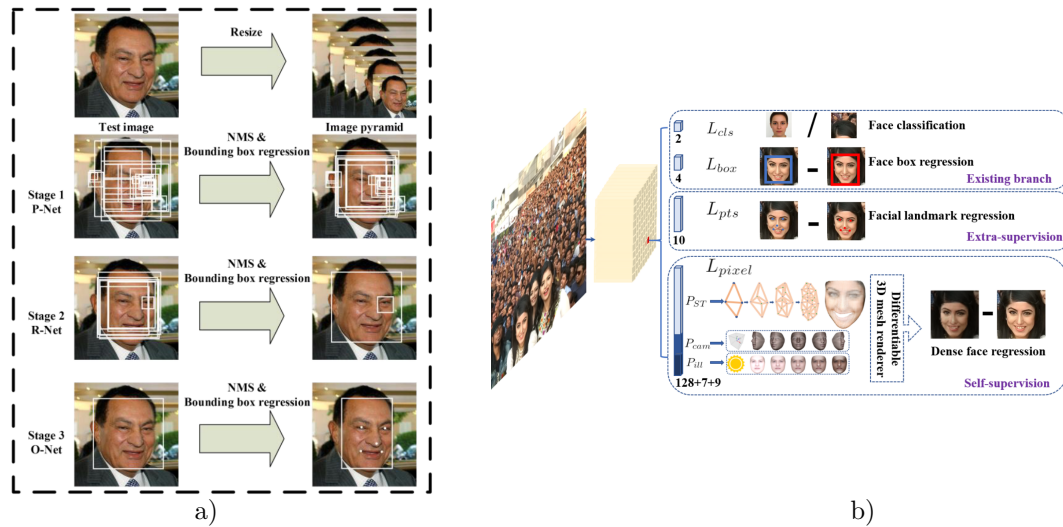 Resize
Test image
Image pyramid
NMS &
Bounding box regression
Stage 1
P-Net
NMS &
Bounding box regression
Stage 2
R-Net
NMS &
Bounding box regression
Stage 3
O-Net
a)
2
L_cls
/
Face classification
4
L_box
-
Face box regression
Existing branch
10
L_pts
-
Facial landmark regression
Extra-supervision
L_pixel
P_ST
P_cam
P_ill
128+7+9
Differentiable
3D mesh renderer
-
Dense face regression
Self-supervision
b)